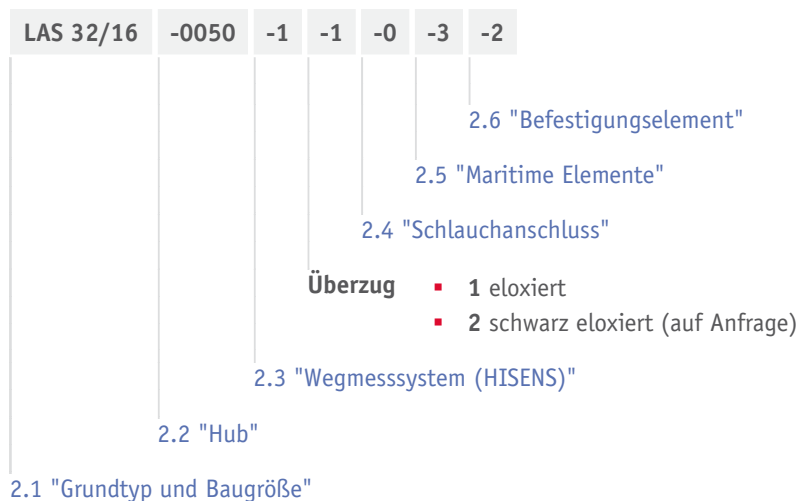 LAS 32/16 -0050 -1 -1 -0 -3 -2
2.6 "Befestigungselement"
2.5 "Maritime Elemente"
2.4 "Schlauchanschluss"
Überzug ▪ 1 eloxiert
▪ 2 schwarz eloxiert (auf Anfrage)
2.3 "Wegmesssystem (HISENS)"
2.2 "Hub"
2.1 "Grundtyp und Baugröße"